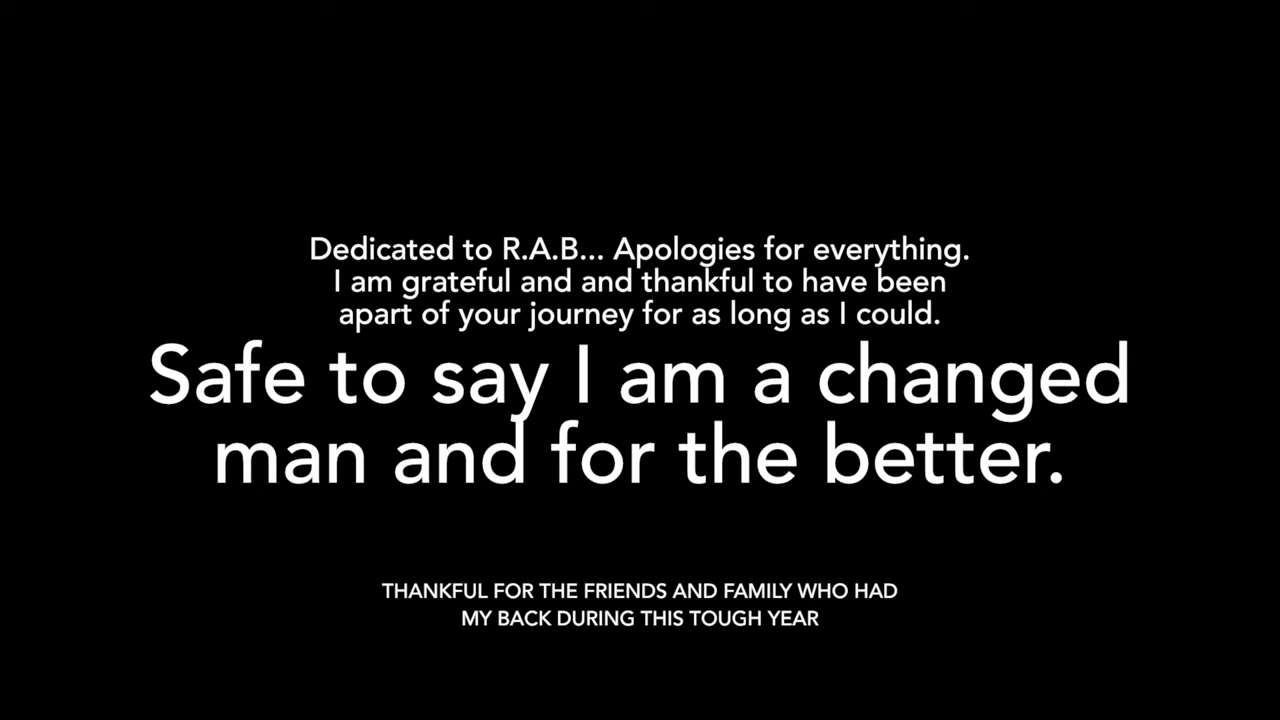 Dedicated to R.A.B... Apologies for everything.
I am grateful and and thankful to have been
apart of your journey for as long as I could.
Safe to say I am a changed
man and for the better.
THANKFUL FOR THE FRIENDS AND FAMILY WHO HAD
MY BACK DURING THIS TOUGH YEAR